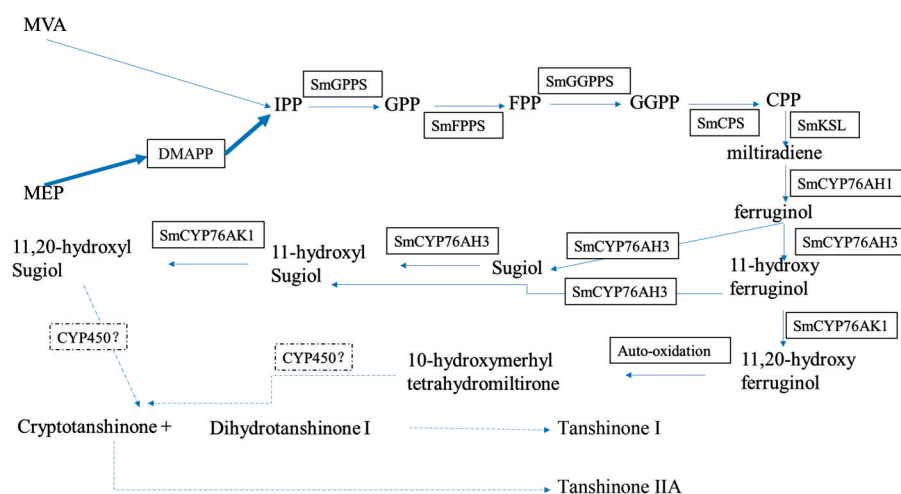 MVA
SmGPPS
SmGGPPS
IPP
GPP
FPP
GGPP
CPP
SmFPPS
SmCPS
SmKSL
DMAPP
miltiradiene
MEP
SmCYP76AH1
ferruginol
11,20-hydroxyl
Sugiol
SmCYP76AK1
11-hydroxyl
Sugiol
SmCYP76AH3
Sugiol
SmCYP76AH3
SmCYP76AH3
SmCYP76AH3
11-hydroxy
ferruginol
CYP450?
CYP450?
10-hydroxymerhyl
tetrahydromiltirone
Auto-oxidation
SmCYP76AK1
11,20-hydroxy
ferruginol
Cryptotanshinone +
Dihydrotanshinone I
Tanshinone I
Tanshinone IIA